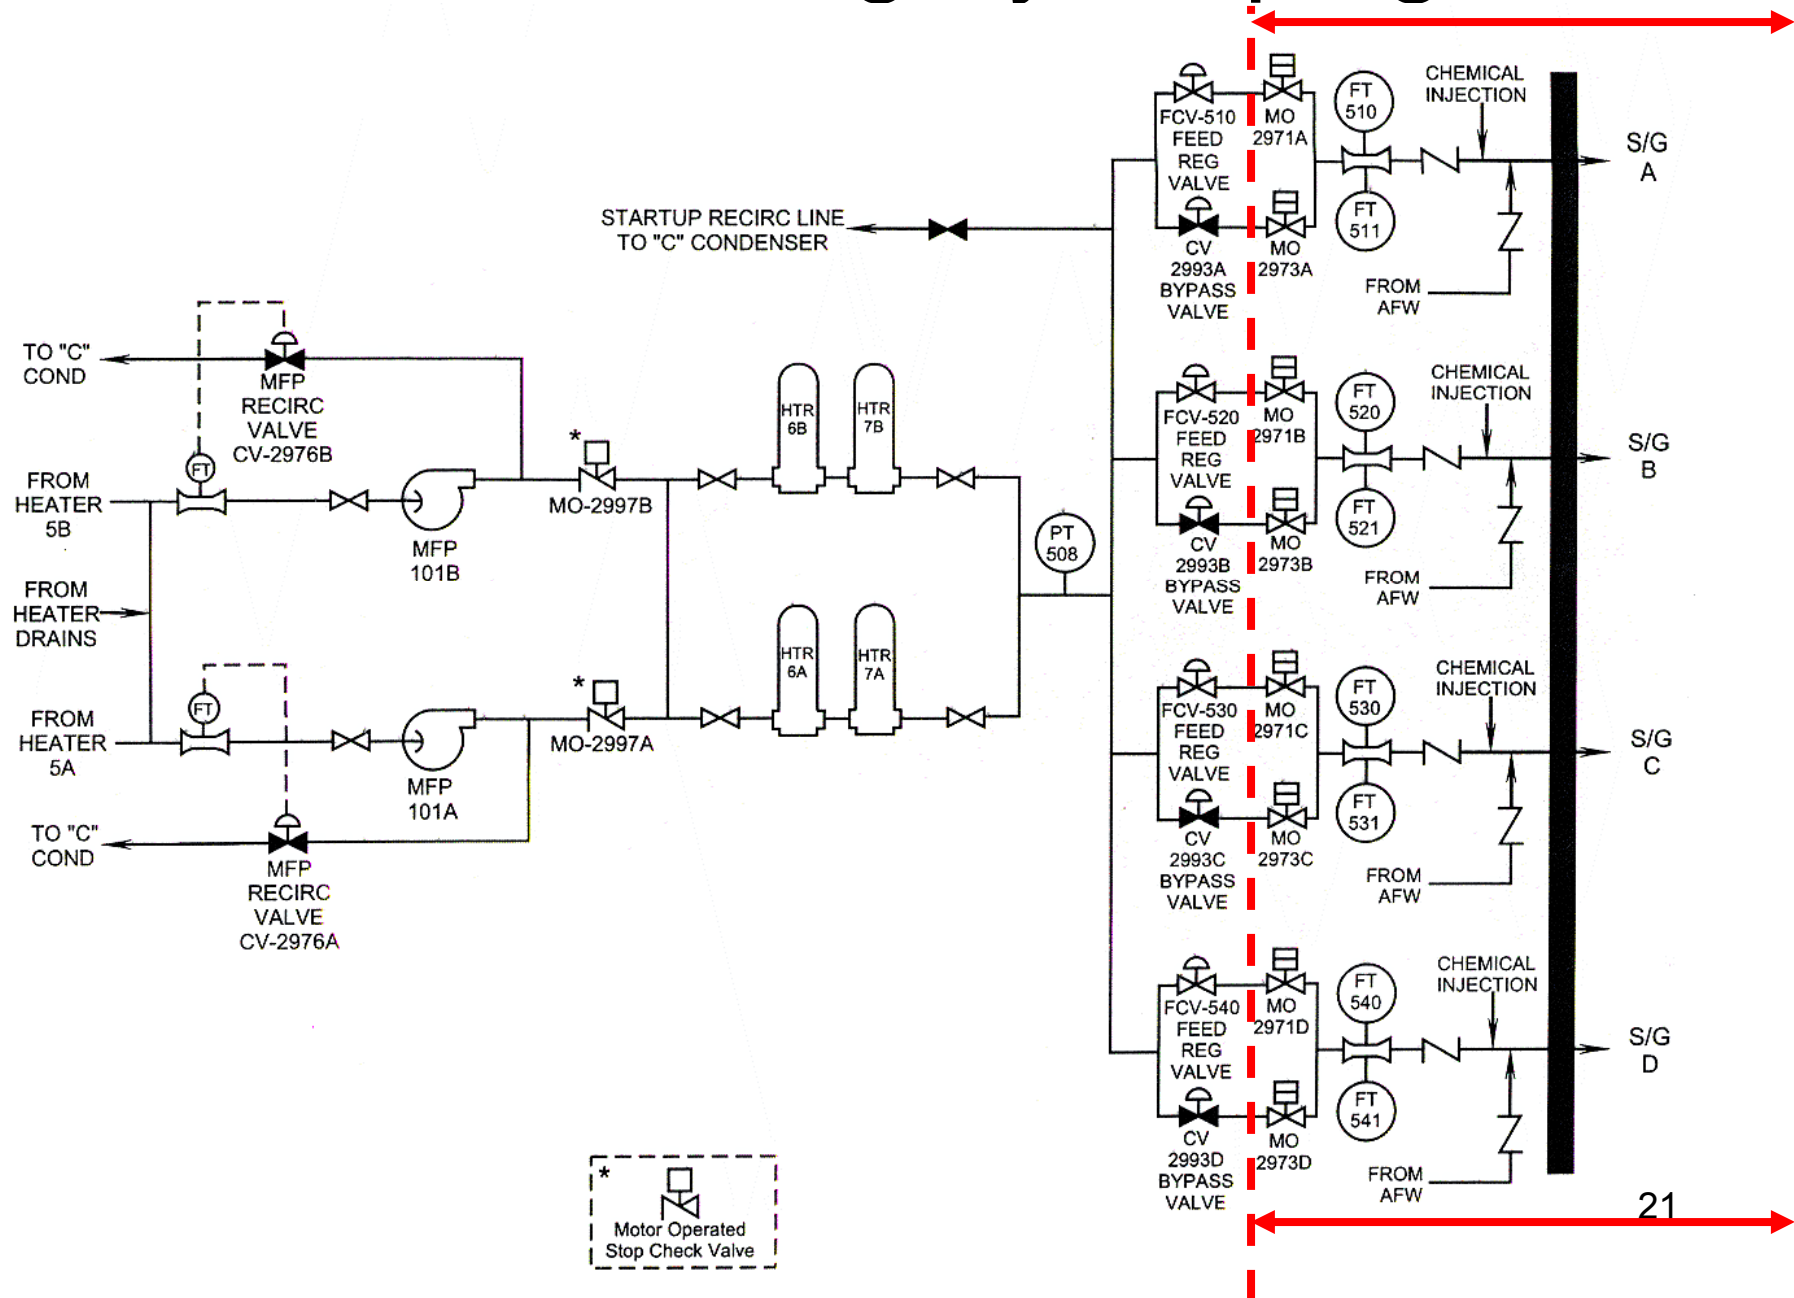 CHEMICAL
INJECTION
FT
510
FCV-510
FEED
REG
VALVE
MO
2971A
S/G
A
FT
511
STARTUP RECIRC LINE
TO "C" CONDENSER
CV
2993A
BYPASS
VALVE
MO
2973A
FROM
AFW
TO "C"
COND
MFP
RECIRC
VALVE
CV-2976B
HTR
6B
HTR
7B
CHEMICAL
INJECTION
FT
520
FCV-520
FEED
REG
VALVE
MO
2971B
S/G
B
FT
521
FROM
HEATER
5B
FT
*
MO-2997B
MFP
101B
PT
508
CV
2993B
BYPASS
VALVE
MO
2973B
FROM
AFW
FROM
HEATER
DRAINS
HTR
6A
HTR
7A
CHEMICAL
INJECTION
FT
530
FCV-530
FEED
REG
VALVE
MO
2971C
S/G
C
FT
531
FROM
HEATER
5A
FT
*
MO-2997A
MFP
101A
TO "C"
COND
MFP
RECIRC
VALVE
CV-2976A
CV
2993C
BYPASS
VALVE
MO
2973C
FROM
AFW
CHEMICAL
INJECTION
FT
540
FCV-540
FEED
REG
VALVE
MO
2971D
S/G
D
FT
541
CV
2993D
BYPASS
VALVE
MO
2973D
FROM
AFW
*
Motor Operated
Stop Check Valve
21